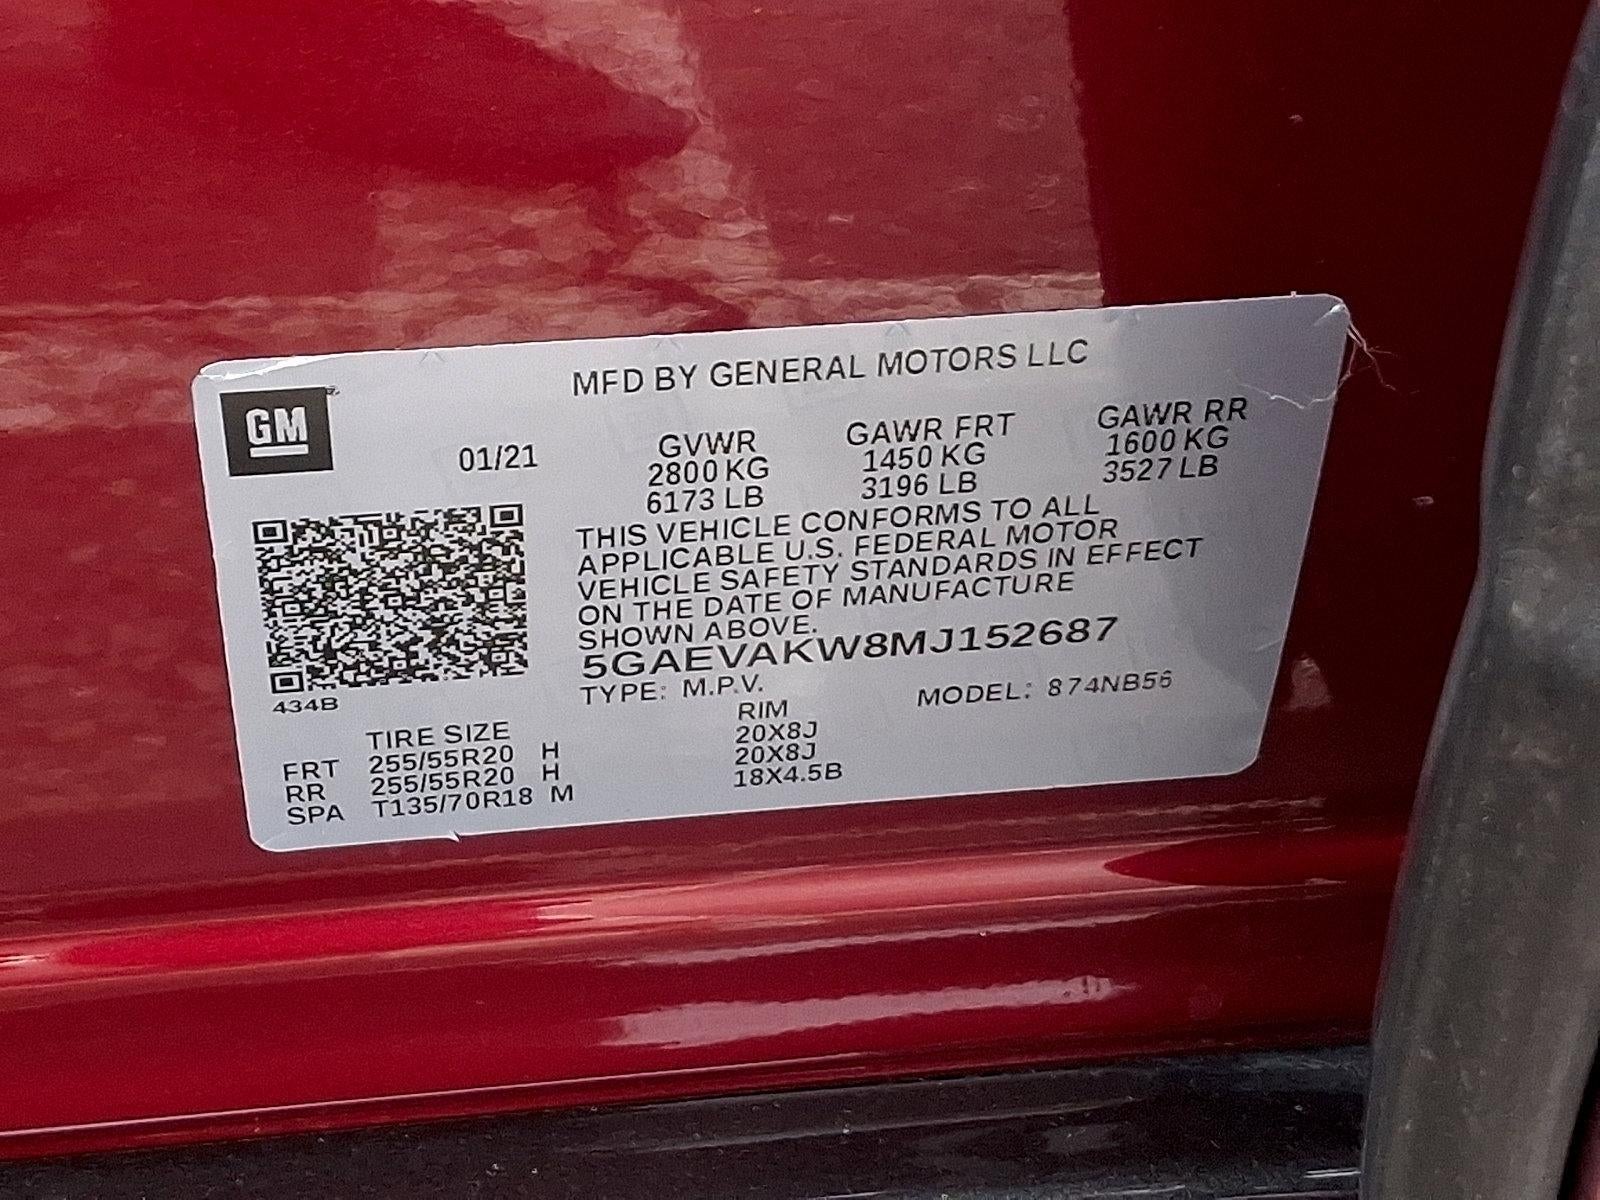 MFD BY GENERAL MOTORS LLC
GM
01/21
GVWR GAWR FRT GAWR RR
2800 KG 1450 KG 1600 KG
6173 LB 3196 LB 3527 LB
THIS VEHICLE CONFORMS TO ALL
APPLICABLE U.S. FEDERAL MOTOR
VEHICLE SAFETY STANDARDS IN EFFECT
ON THE DATE OF MANUFACTURE
SHOWN ABOVE.
5GAEVAKW8MJ152687
TYPE: M.P.V. MODEL: 874NB56
434B
TIRE SIZE RIM
FRT 255/55R20 H 20X8J
RR 255/55R20 H 20X8J
SPA T135/70R18 M 18X4.5B